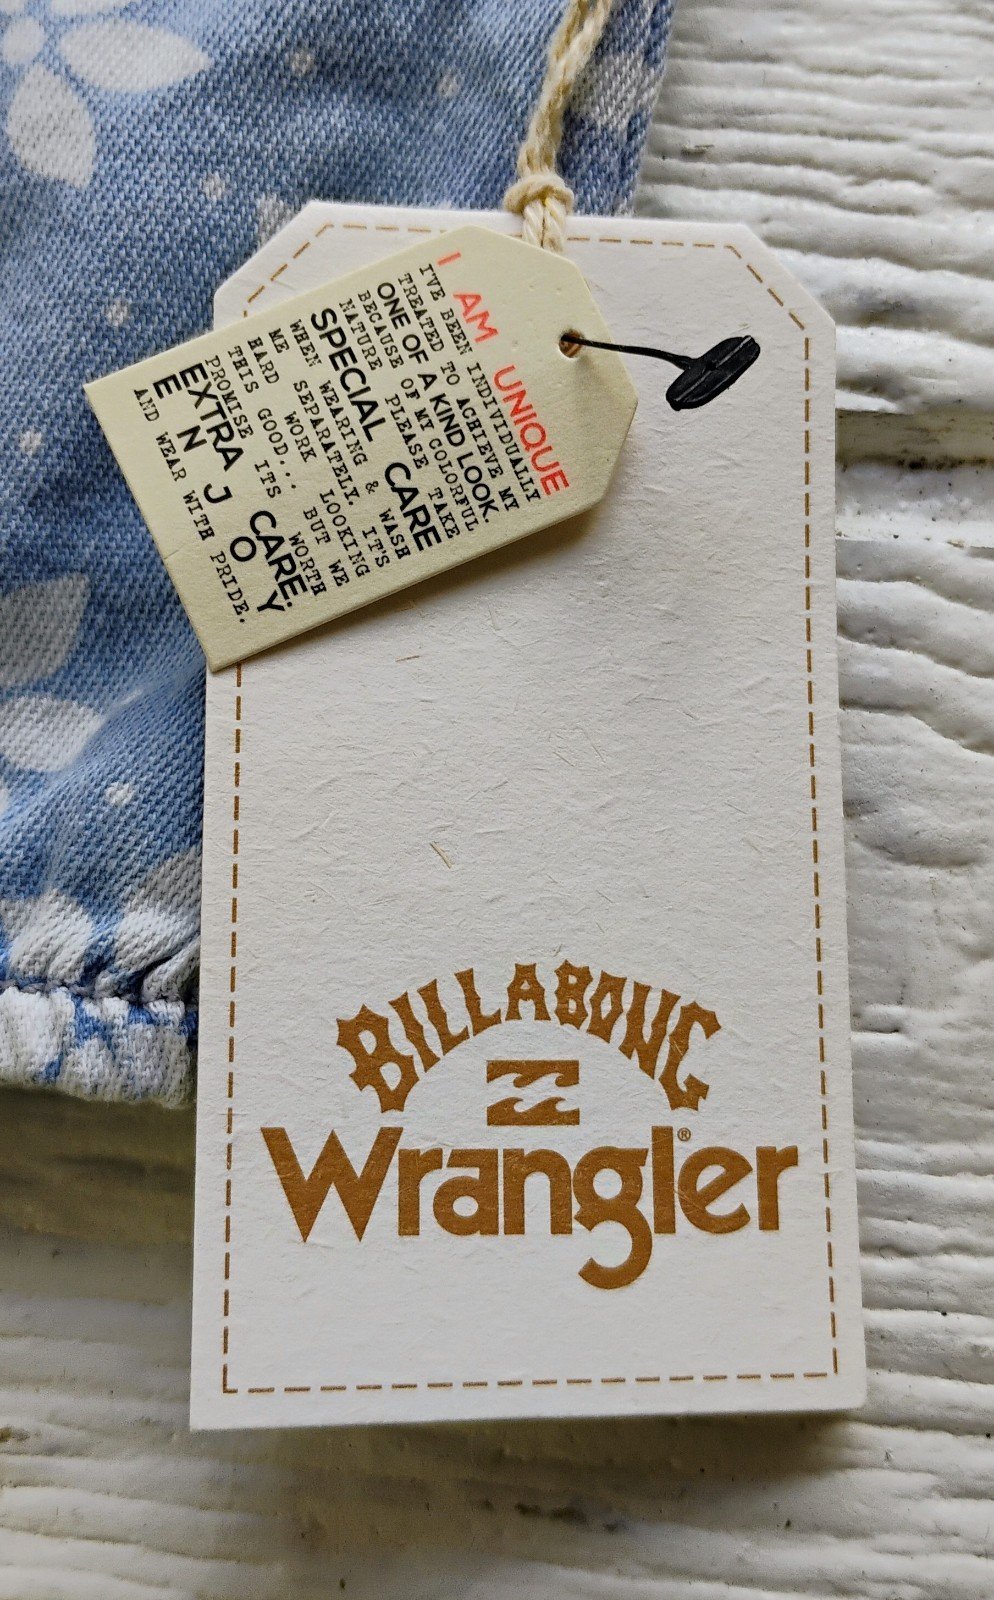 I AM UNIQUE
I'VE BEEN INDIVIDUALLY
TREATED TO ACHIEVE MY
ONE OF A KIND LOOK.
BECAUSE OF MY COLORFUL
NATURE PLEASE TAKE
SPECIAL CARE
WHEN WEARING & WASH
ME SEPARATELY. IT'S
HARD WORK LOOKING
THIS GOOD... BUT WE
PROMISE ITS WORTH
EXTRA CARE:
E N J O Y
AND WEAR WITH PRIDE.
BILLABONG
Wrangler®